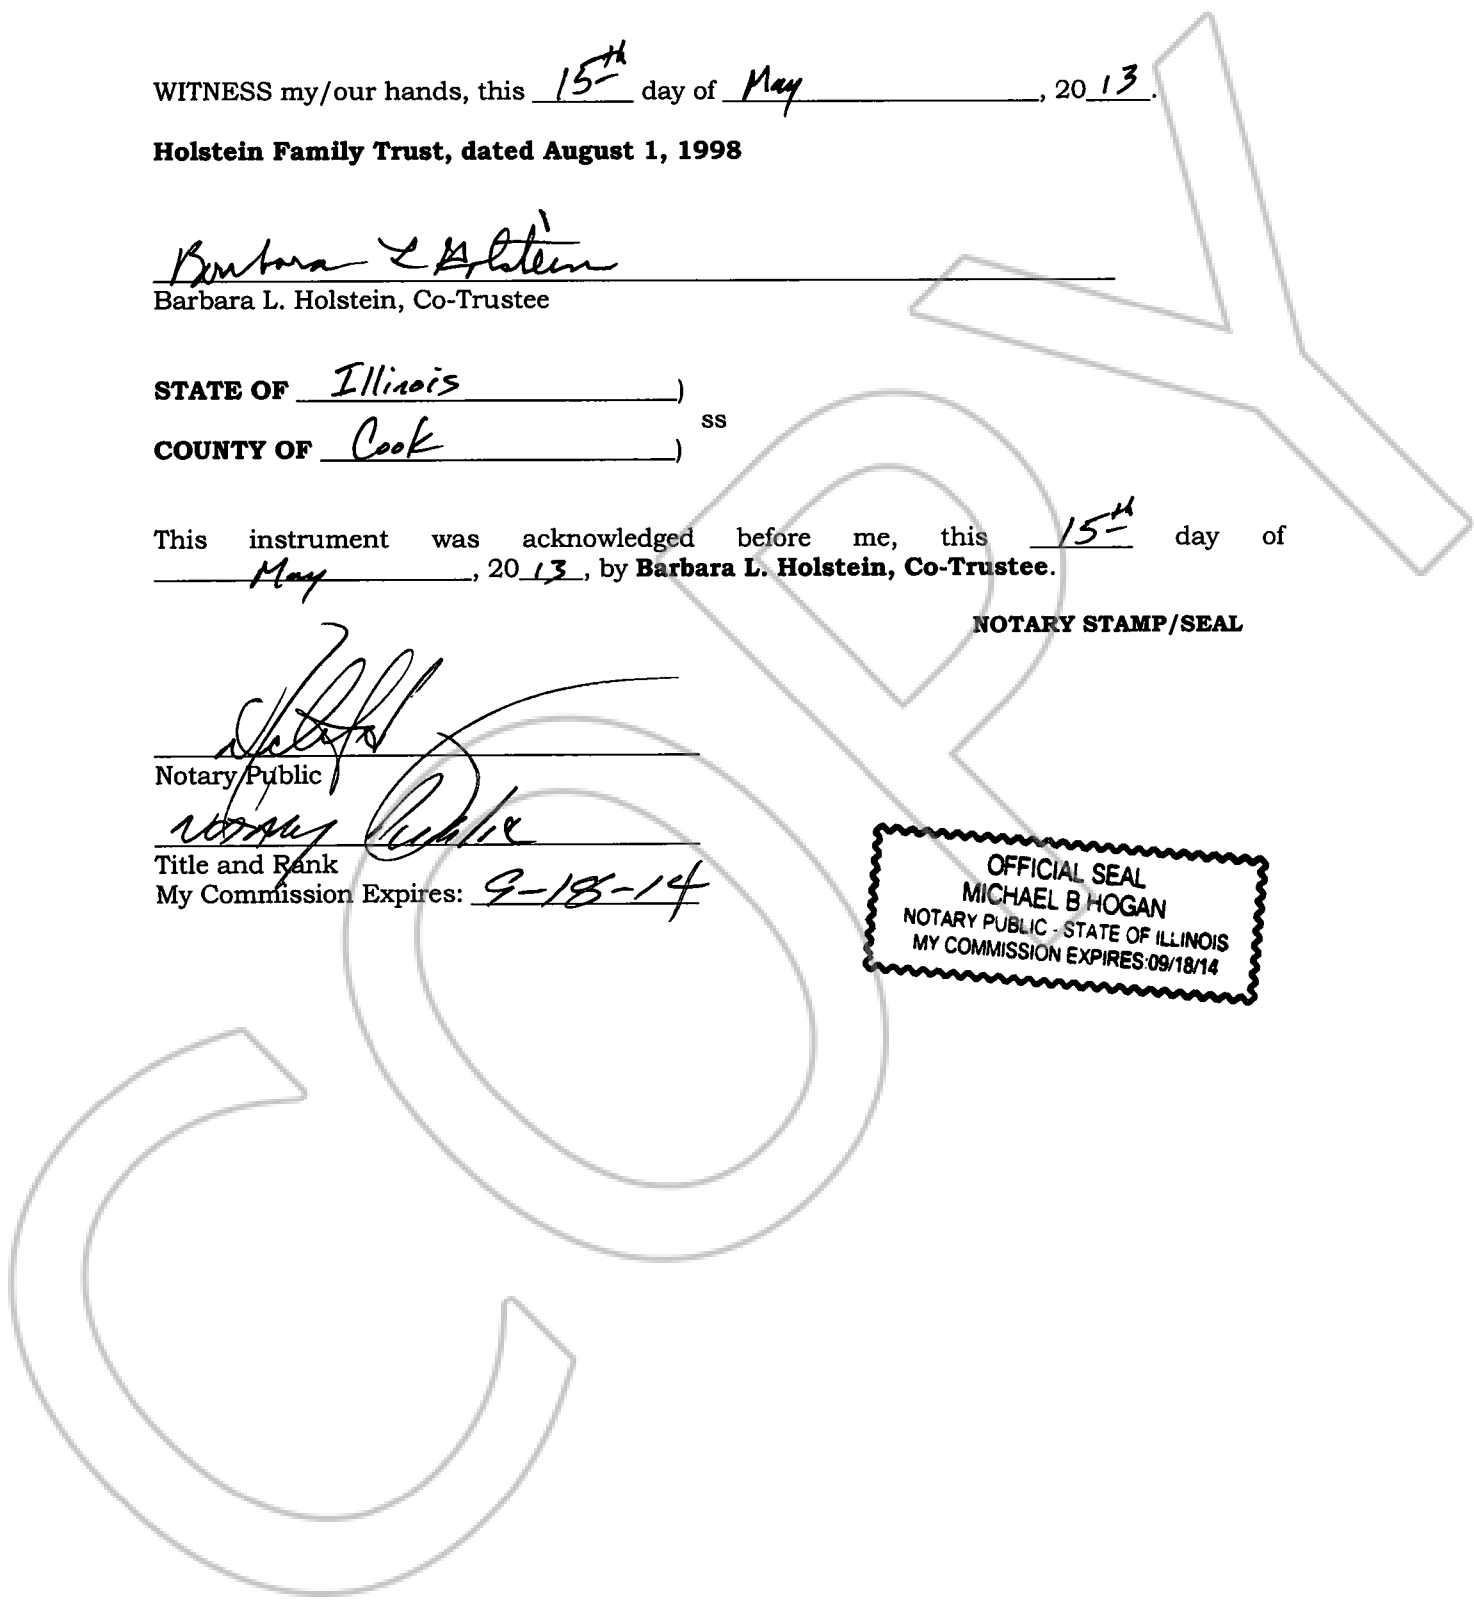 WITNESS my/our hands, this 15th day of May, 2013.
Holstein Family Trust, dated August 1, 1998
Barbara L Holstein
Barbara L. Holstein, Co-Trustee
STATE OF Illinois )
ss
COUNTY OF Cook )
This instrument was acknowledged before me, this 15th day of
May, 2013, by Barbara L. Holstein, Co-Trustee.
NOTARY STAMP/SEAL
Notary Public
Notary Public
Title and Rank
My Commission Expires: 9-18-14
OFFICIAL SEAL
MICHAEL B HOGAN
NOTARY PUBLIC - STATE OF ILLINOIS
MY COMMISSION EXPIRES:09/18/14
COPY